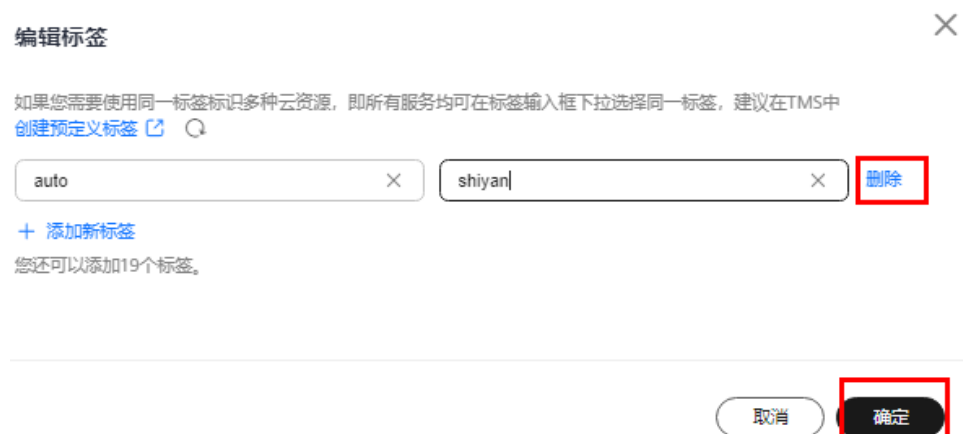 编辑标签
如果您需要使用同一标签标识多种云资源，即所有服务均可在标签输入框下拉选择同一标签，建议在TMS中
创建预定义标签
auto shiyan 删除
添加新标签
您还可以添加19个标签。
取消 确定